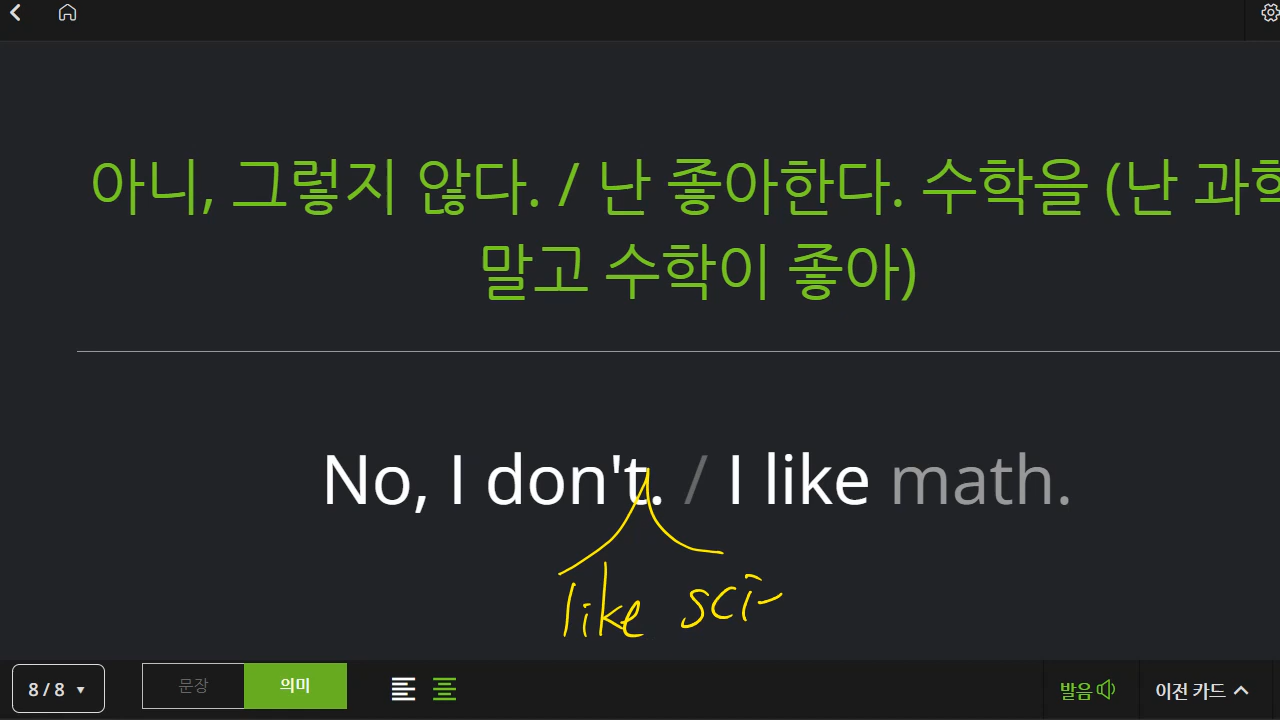 아니, 그렇지 않다. / 난 좋아한다. 수학을 (난
말고 수학이 좋아)
No, I don't. / I like math.
like sci-
8 / 8
문장
의미
발음
이전 카드